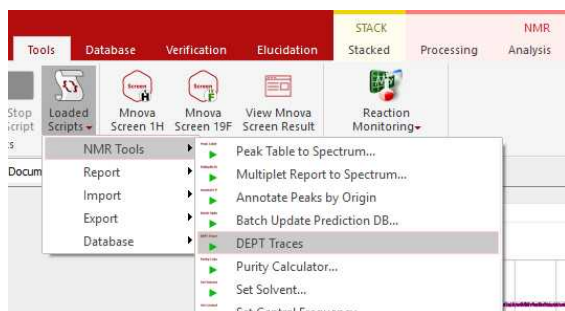 STACK NMR
Tools Database Verification Elucidation Stacked Processing Analysis
Stop Loaded Mnova Mnova View Mnova Reaction
Script Scripts Screen 1H Screen 19F Screen Result Monitoring
Docum
NMR Tools
Report
Import
Export
Database
Peak Table to Spectrum...
Multiplet Report to Spectrum...
Annotate Peaks by Origin
Batch Update Prediction DB...
DEPT Traces
Purity Calculator...
Set Solvent...